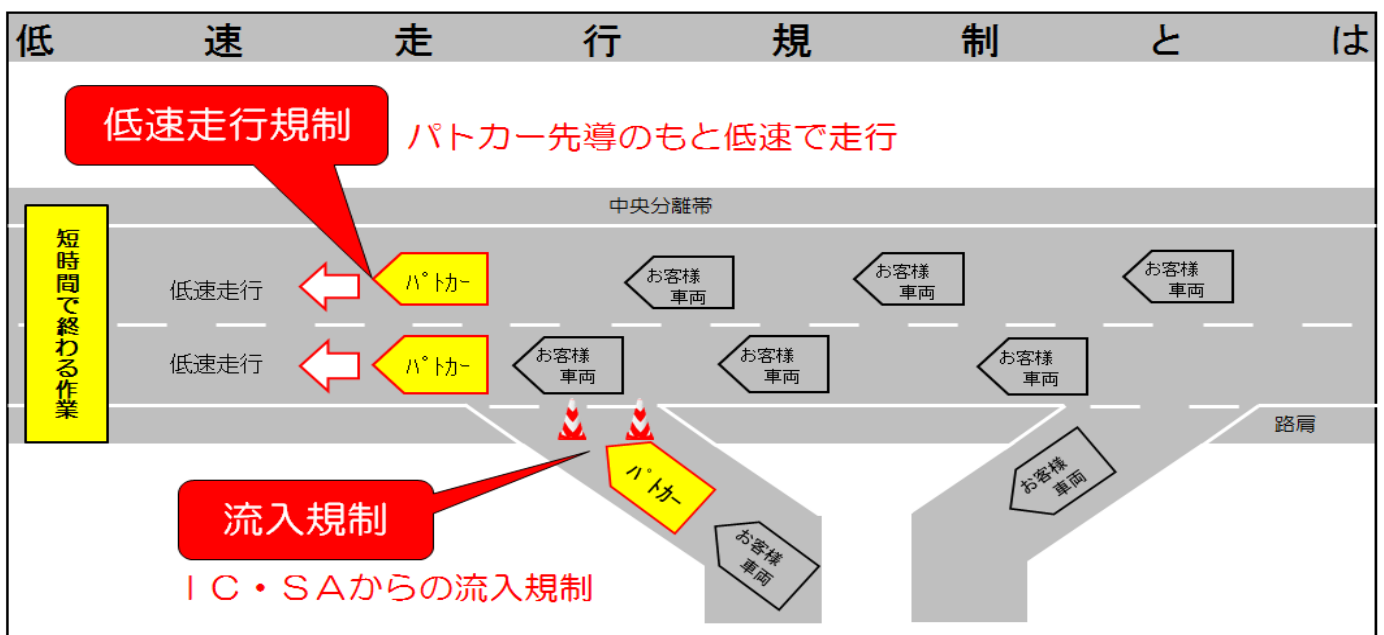 低速走行規制とは
低速走行規制
パトカー先導のもと低速で走行
中央分離帯
短時間で終わる作業
低速走行
パトカー
お客様
車両
お客様
車両
お客様
車両
低速走行
パトカー
お客様
車両
お客様
車両
お客様
車両
路肩
パトカー
お客様
車両
お客様
車両
流入規制
ＩＣ・ＳＡからの流入規制